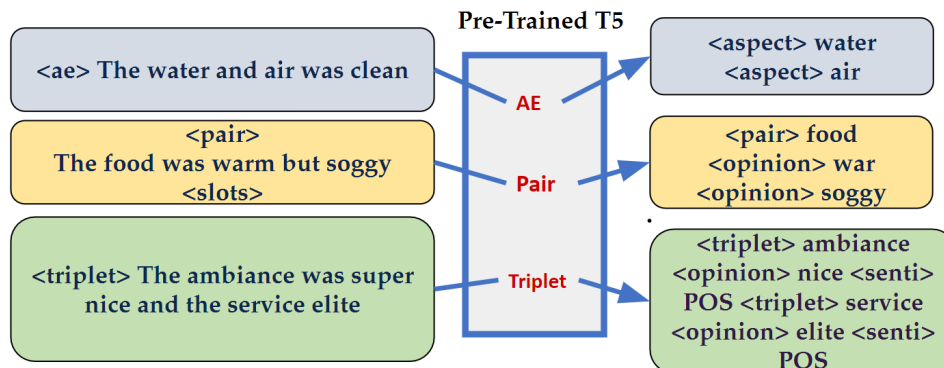 Pre-Trained T5
<ae> The water and air was clean
AE
<aspect> water
<aspect> air
<pair>
The food was warm but soggy
<slots>
Pair
<pair> food
<opinion> war
<opinion> soggy
<triplet> The ambiance was super
nice and the service elite
Triplet
<triplet> ambiance
<opinion> nice <senti>
POS <triplet> service
<opinion> elite <senti>
POS